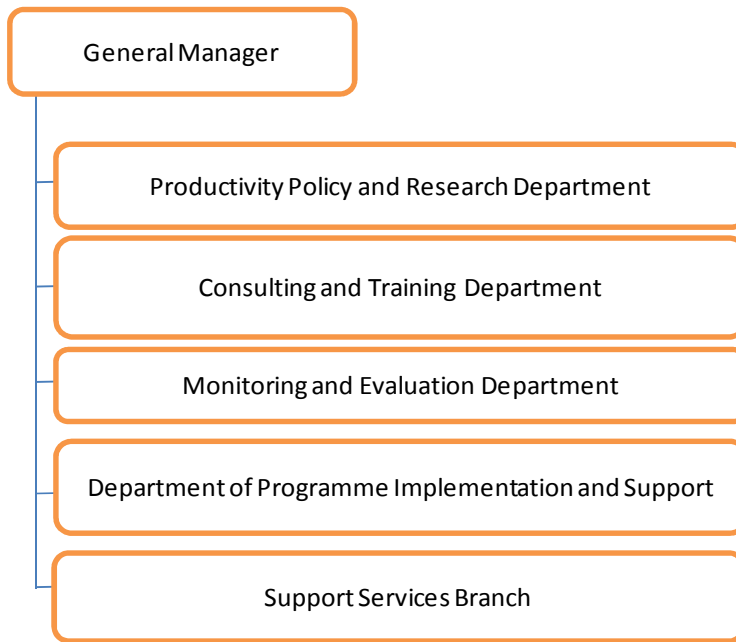 General Manager
Productivity Policy and Research Department
Consulting and Training Department
Monitoring and Evaluation Department
Department of Programme Implementation and Support
Support Services Branch